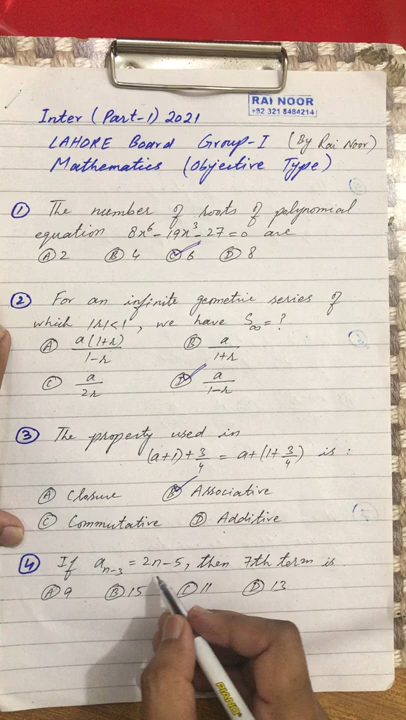 RAI NOOR
+92 321 8484214
Inter (Part-1) 2021
LAHORE Board Group-I (By Rai Noor)
Mathematics (Objective Type)
① The number of roots of polynomial
equation 8x⁶-19x³-27=0 are
Ⓐ 2 Ⓑ 4 Ⓒ 6 Ⓓ 8
② For an infinite geometric series of
which |r|<1, we have S∞=?
Ⓐ a(1+r)/1-r Ⓑ a/1+r
Ⓒ a/2r Ⓓ a/1-r
③ The property used in
(a+1)+3/4 = a+(1+3/4) is :
Ⓐ Closure Ⓑ Associative
Ⓒ Commutative Ⓓ Additive
④ If aₙ₋₃ = 2n-5, then 7th term is
Ⓐ 9 Ⓑ 15 Ⓒ 11 Ⓓ 13